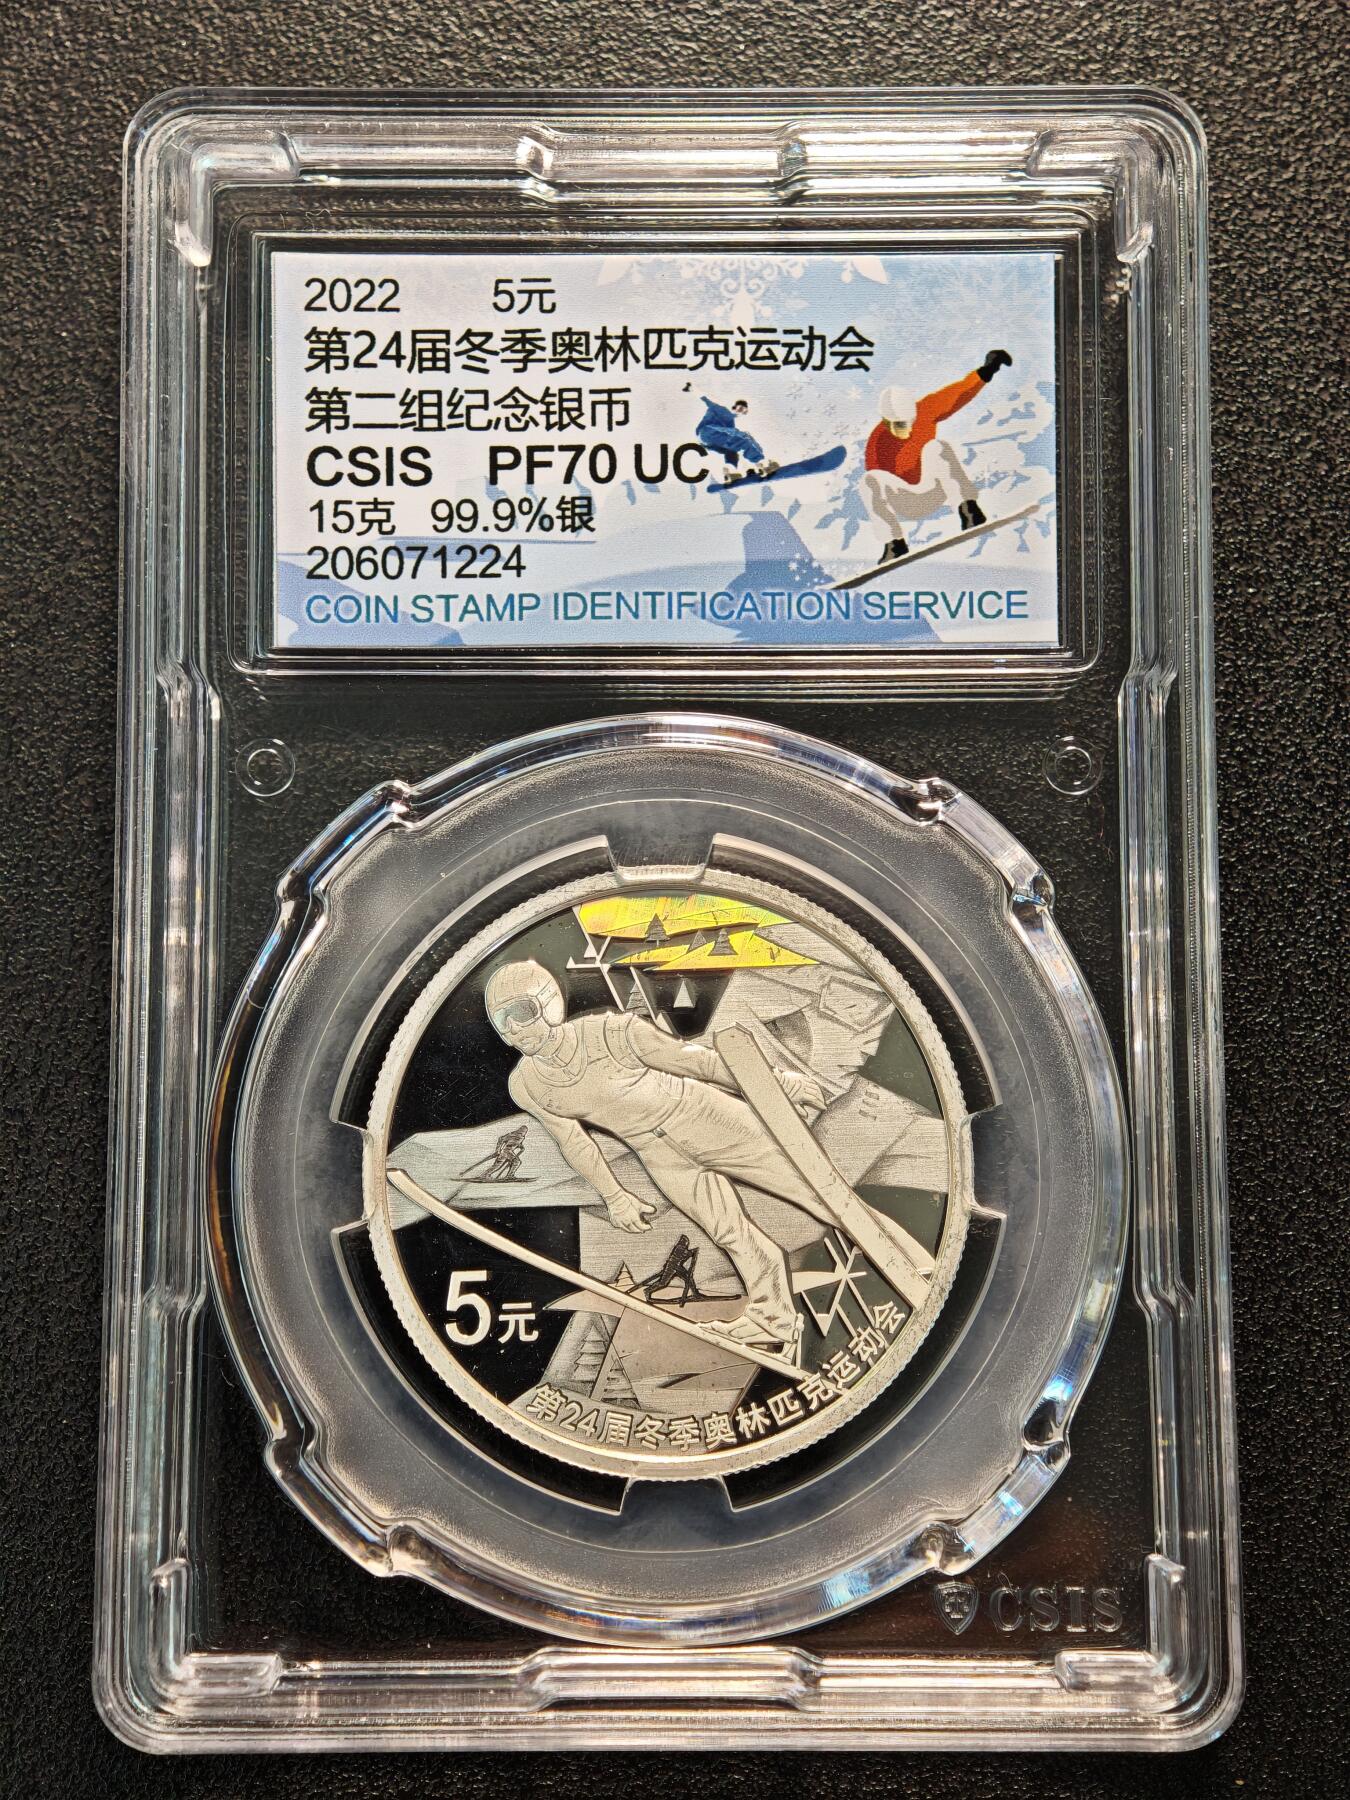 2022 5元
第24届冬季奥林匹克运动会
第二组纪念银币
CSIS PF70 UC
15克 99.9%银
206071224
COIN STAMP IDENTIFICATION SERVICE
5元
第24届冬季奥林匹克运动会
CSIS